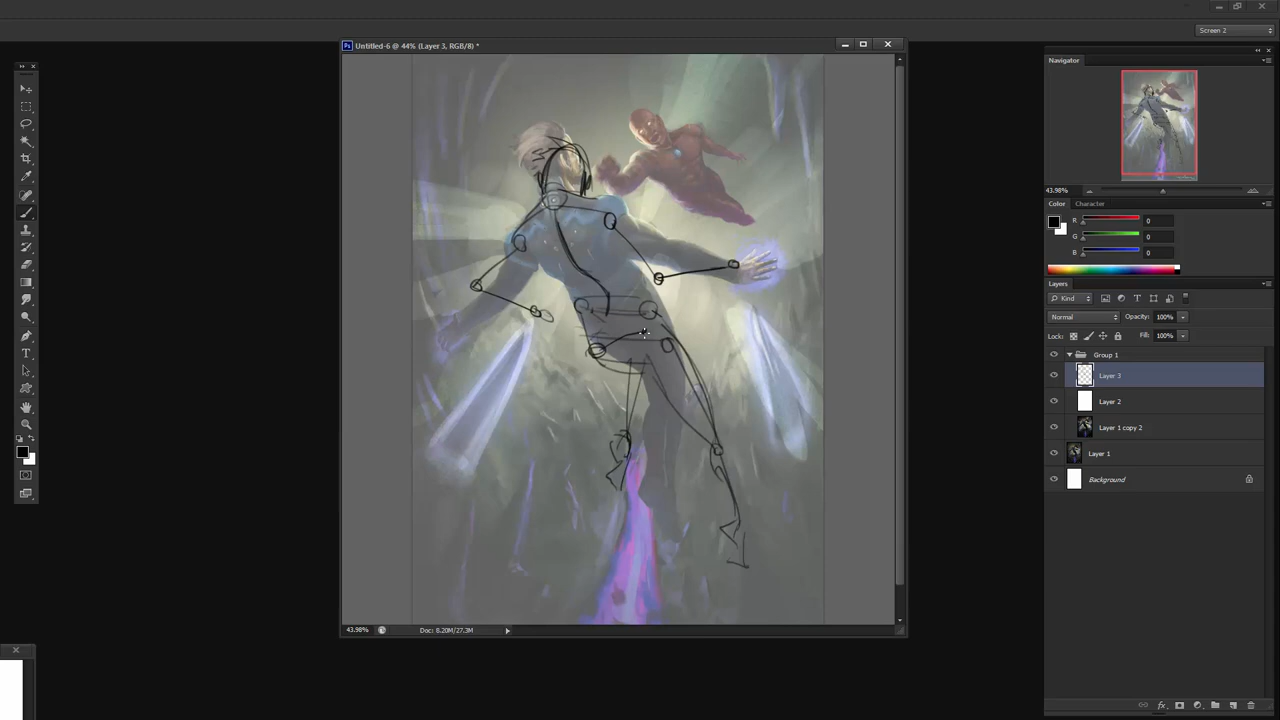 Screen 2
Untitled-6 @ 44% (Layer 3, RGB/8) *
Navigator
43.98%
Color
Character
R
0
G
0
B
0
Layers
Kind
Normal
Opacity:
100%
Lock:
Fill:
100%
Group 1
Layer 3
Layer 2
Layer 1 copy 2
Layer 1
Background
43.98%
Doc: 8.20M/27.3M